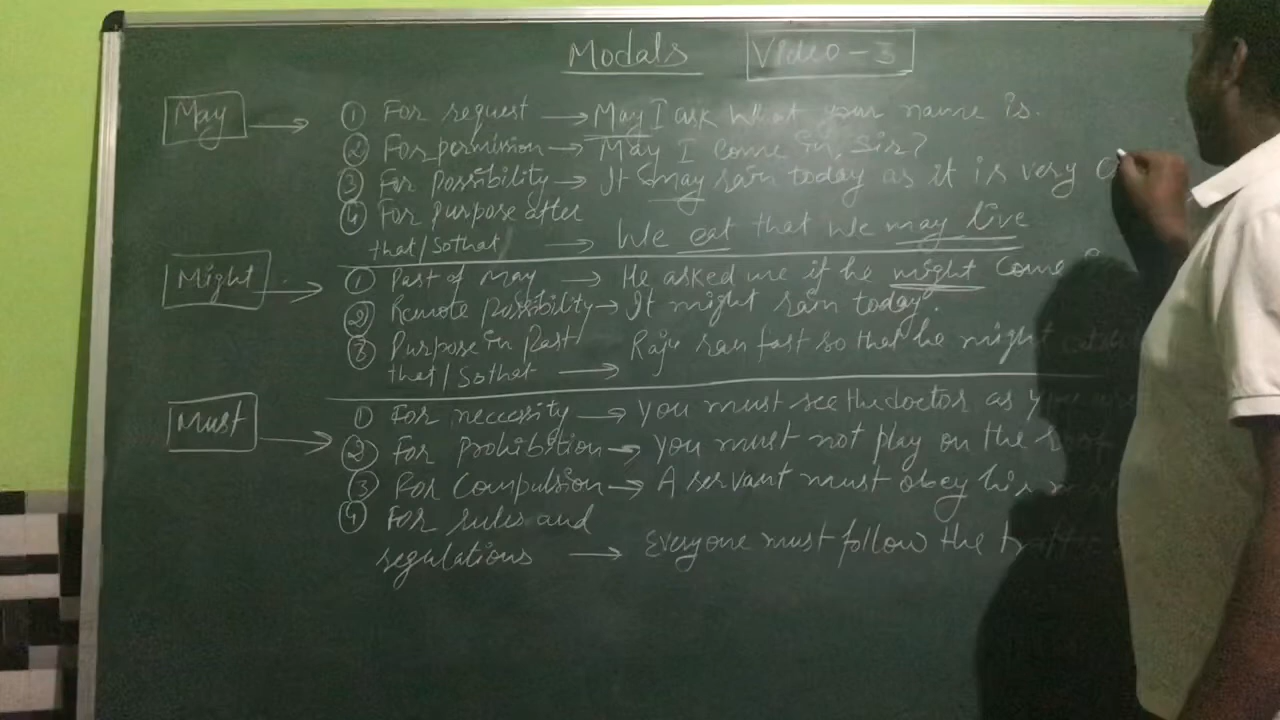 Modals Video - 3
May → ① For request → May I ask what your name is.
② For permission → May I come in, Sir?
③ For Possibility → It may rain today as it is very
④ For purpose after
that/Sothat → We eat that we may live
Might → ① Past of may → He asked me if he might come
② Remote possibility → It might rain today.
③ Purpose in Past
that/Sothat → Raju ran fast so that he might
Must → ① For necessity → You must see the doctor as
② For prohibition → You must not play on the roof
③ For Compulsion → A servant must obey his
④ For rules and
regulations → Everyone must follow the traffic